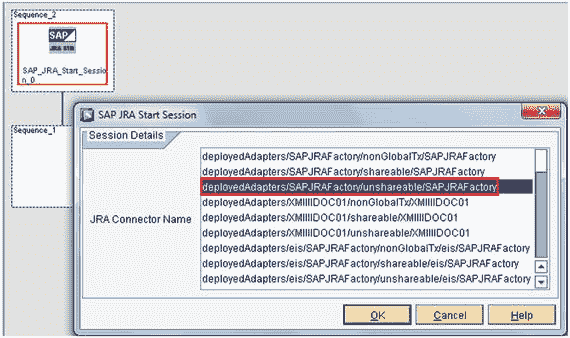 Sequence_2
SAP
JRA
SAP_JRA_Start_Sessio
n_0
Sequence_1
SAP JRA Start Session
Session Details
JRA Connector Name
deployedAdapters/SAPJRAFactory/nonGlobalTx/SAPJRAFactory
deployedAdapters/SAPJRAFactory/shareable/SAPJRAFactory
deployedAdapters/SAPJRAFactory/unshareable/SAPJRAFactory
deployedAdapters/XMIIIDOC01/nonGlobalTx/XMIIIDOC01
deployedAdapters/XMIIIDOC01/shareable/XMIIIDOC01
deployedAdapters/XMIIIDOC01/unshareable/XMIIIDOC01
deployedAdapters/eis/SAPJRAFactory/nonGlobalTx/eis/SAPJRAFactory
deployedAdapters/eis/SAPJRAFactory/shareable/eis/SAPJRAFactory
deployedAdapters/eis/SAPJRAFactory/unshareable/eis/SAPJRAFactory
OK Cancel Help